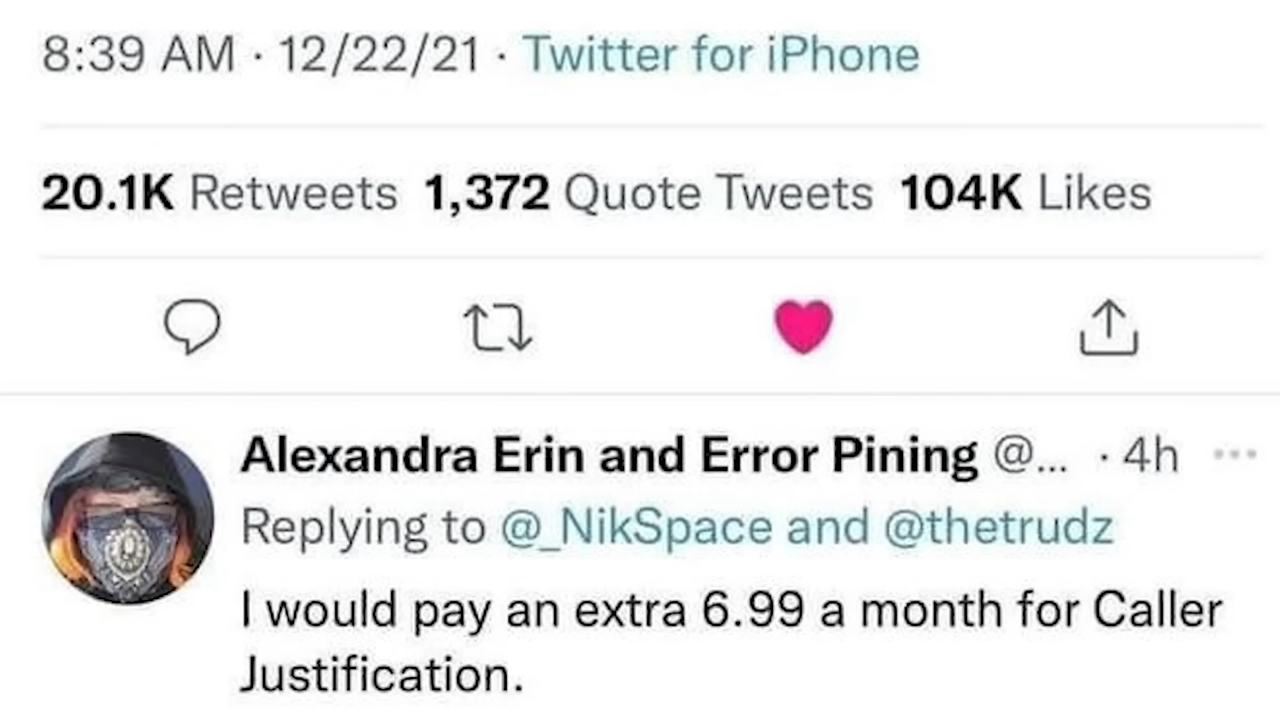 8:39 AM · 12/22/21 · Twitter for iPhone
20.1K Retweets 1,372 Quote Tweets 104K Likes
Alexandra Erin and Error Pining @... · 4h
Replying to @_NikSpace and @thetrudz
I would pay an extra 6.99 a month for Caller
Justification.